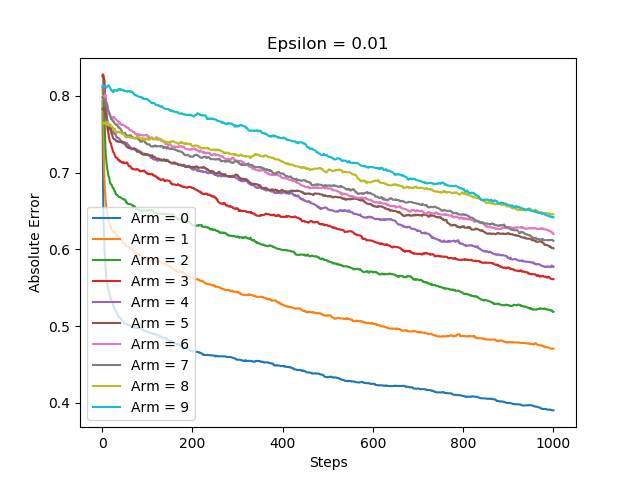 Epsilon = 0.01
Absolute Error
0.8
0.7
0.6
0.5
0.4
Arm = 0
Arm = 1
Arm = 2
Arm = 3
Arm = 4
Arm = 5
Arm = 6
Arm = 7
Arm = 8
Arm = 9
0 200 400 600 800 1000
Steps